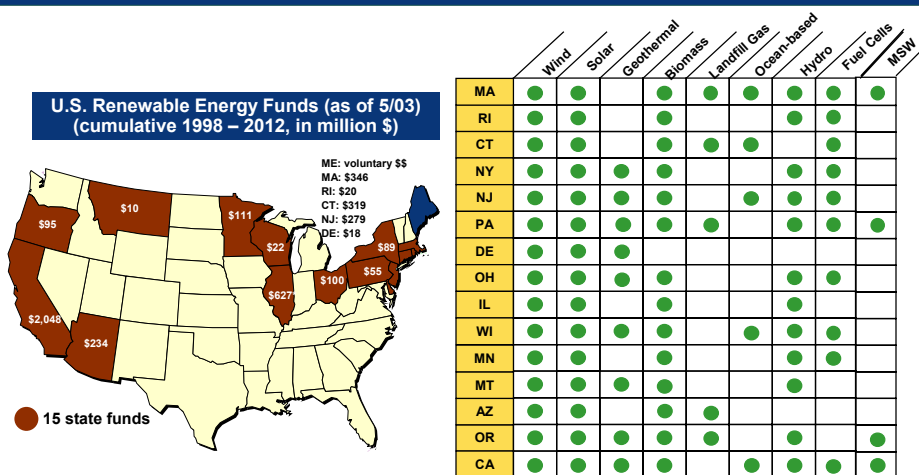 U.S. Renewable Energy Funds (as of 5/03)
(cumulative 1998 – 2012, in million $)
ME: voluntary $$
MA: $346
RI: $20
CT: $319
NJ: $279
DE: $18
$95
$10
$111
$22
$89
$55
$100
$627
$2,048
$234
15 state funds
Wind
Solar
Geothermal
Biomass
Landfill Gas
Ocean-based
Hydro
Fuel Cells
MSW
MA
RI
CT
NY
NJ
PA
DE
OH
IL
WI
MN
MT
AZ
OR
CA